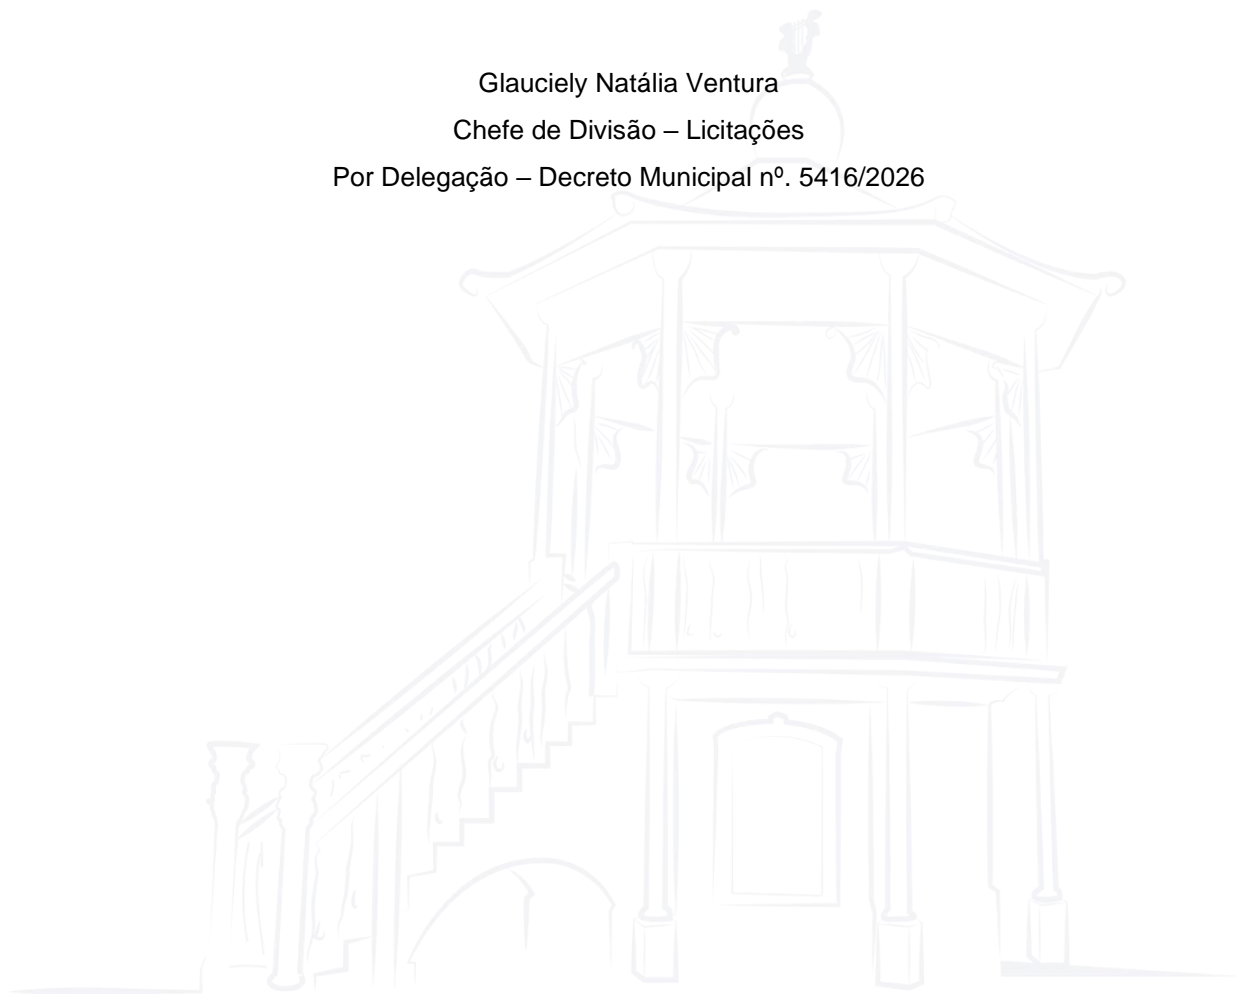 Glauciely Natália Ventura
Chefe de Divisão – Licitações
Por Delegação – Decreto Municipal nº. 5416/2026